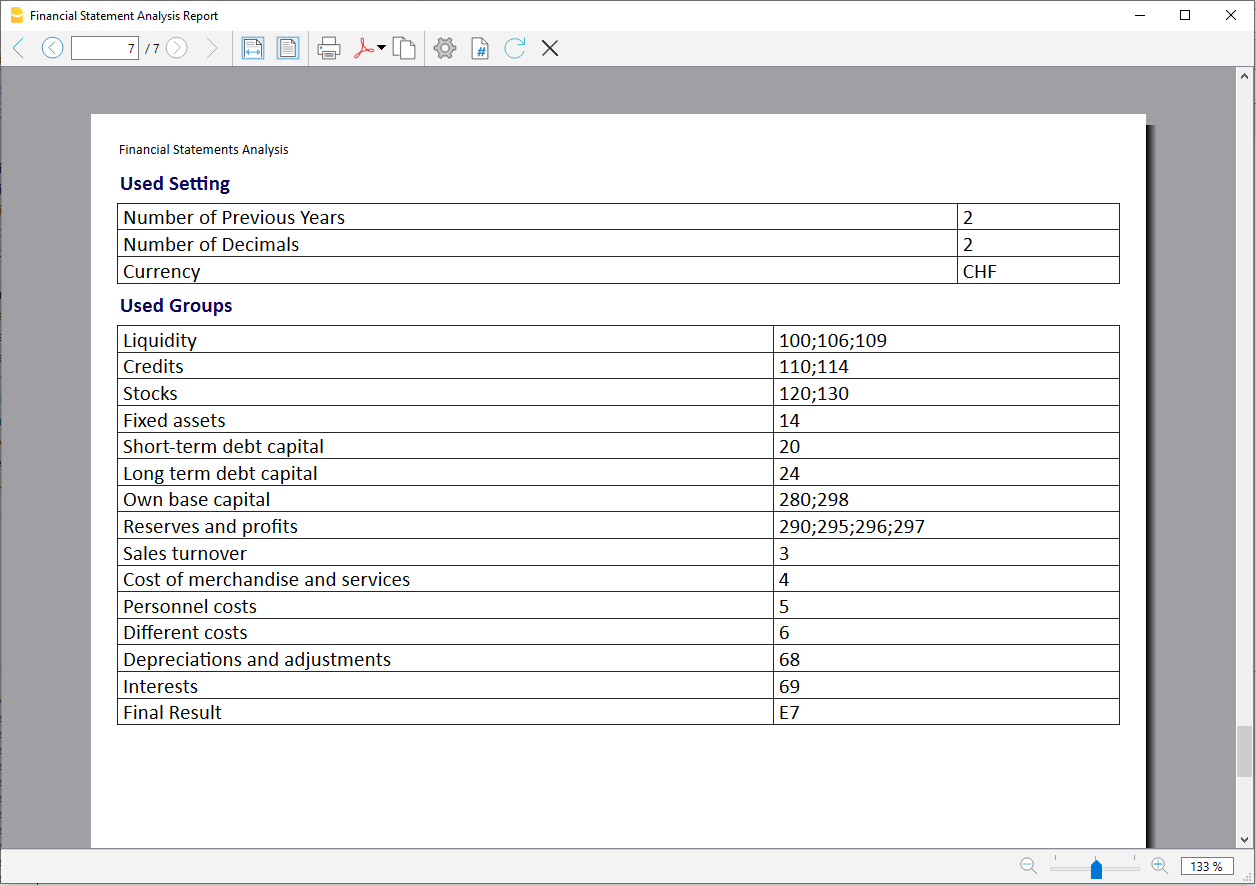 Financial Statement Analysis Report
7 / 7
#
Financial Statements Analysis
Used Setting
Number of Previous Years 2
Number of Decimals 2
Currency CHF
Used Groups
Liquidity 100;106;109
Credits 110;114
Stocks 120;130
Fixed assets 14
Short-term debt capital 20
Long term debt capital 24
Own base capital 280;298
Reserves and profits 290;295;296;297
Sales turnover 3
Cost of merchandise and services 4
Personnel costs 5
Different costs 6
Depreciations and adjustments 68
Interests 69
Final Result E7
133 %